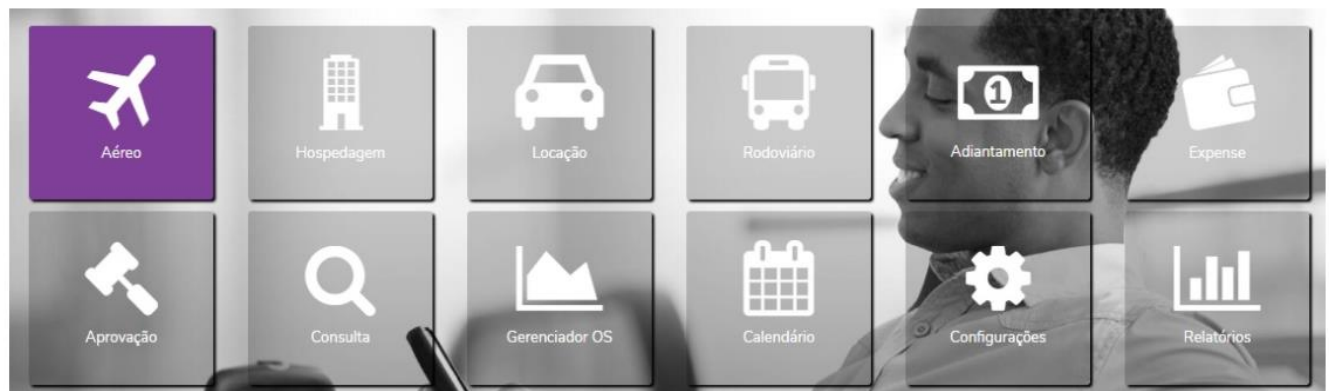 Aéreo
Hospedagem
Locação
Rodoviário
Adiantamento
Expense
Aprovação
Consulta
Gerenciador OS
Calendário
Configurações
Relatórios